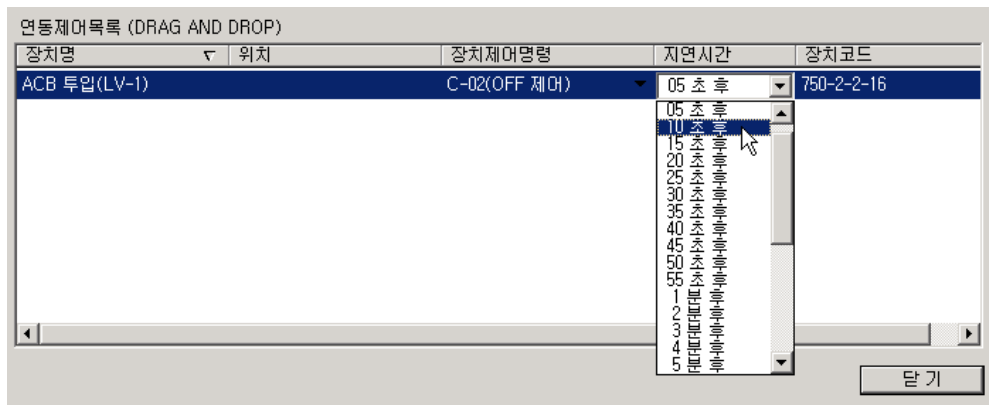 연동제어목록 (DRAG AND DROP)
장치명 위치 장치제어명령 지연시간 장치코드
ACB 투입(LV-1) C-02(OFF 제어) 05 초 후 750-2-2-16
05 초 후
10 초 후
15 초 후
20 초 후
25 초 후
30 초 후
35 초 후
40 초 후
45 초 후
50 초 후
55 초 후
1 분 후
2 분 후
3 분 후
4 분 후
5 분 후
닫 기